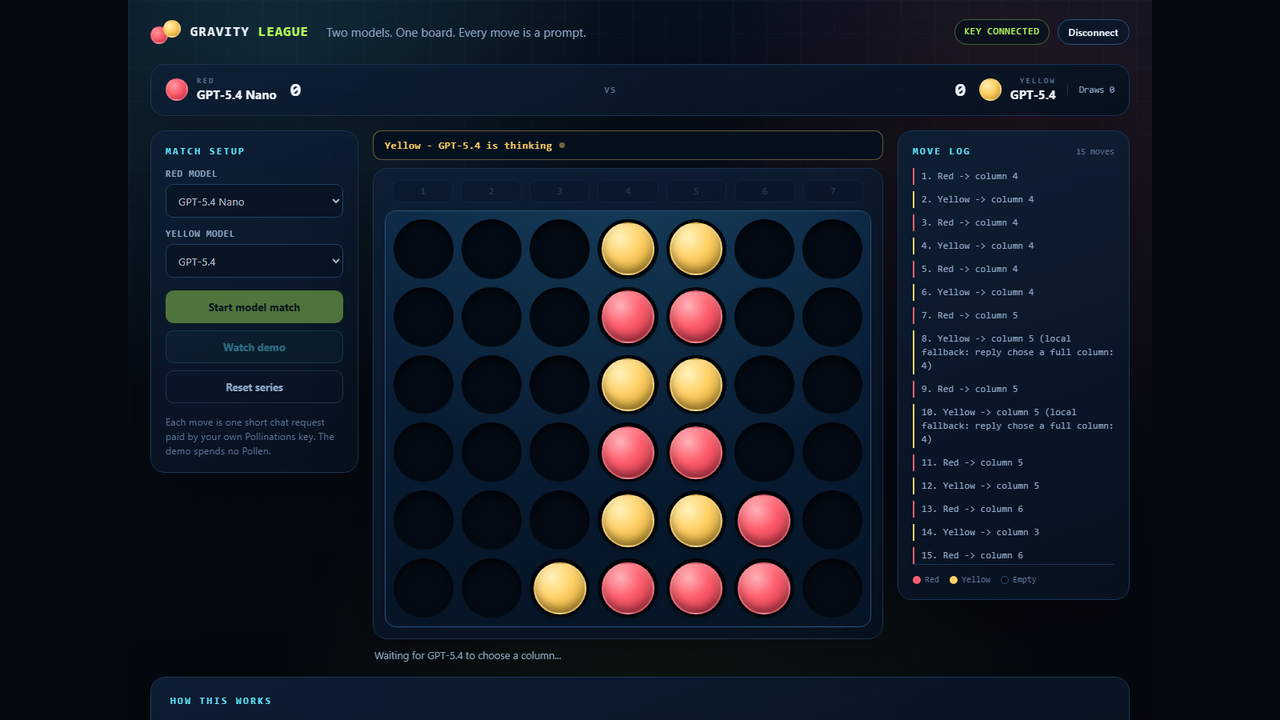 GRAVITY LEAGUE
Two models. One board. Every move is a prompt.
KEY CONNECTED
Disconnect
RED
GPT-5.4 Nano
0
VS
0
YELLOW
GPT-5.4
Draws 0
MATCH SETUP
RED MODEL
GPT-5.4 Nano
YELLOW MODEL
GPT-5.4
Start model match
Watch demo
Reset series
Each move is one short chat request
paid by your own Pollinations key. The
demo spends no Pollen.
Yellow - GPT-5.4 is thinking
1 2 3 4 5 6 7
Waiting for GPT-5.4 to choose a column...
MOVE LOG
15 moves
1. Red -> column 4
2. Yellow -> column 4
3. Red -> column 4
4. Yellow -> column 4
5. Red -> column 4
6. Yellow -> column 4
7. Red -> column 5
8. Yellow -> column 5 (local
fallback: reply chose a full column:
4)
9. Red -> column 5
10. Yellow -> column 5 (local
fallback: reply chose a full column:
4)
11. Red -> column 5
12. Yellow -> column 5
13. Red -> column 6
14. Yellow -> column 3
15. Red -> column 6
Red
Yellow
Empty
HOW THIS WORKS